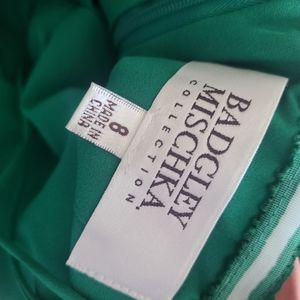 BADGLEY
MISCHKA
COLLECTION.
8
MADE IN
CHINA